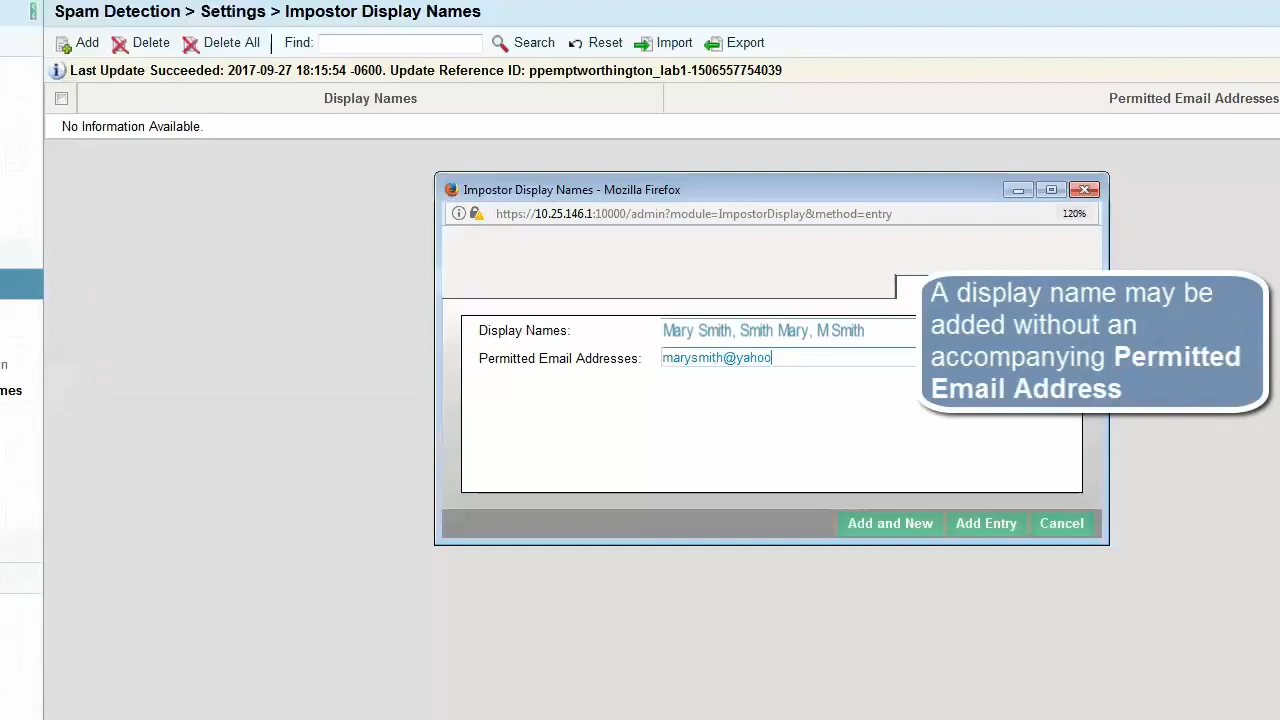 Spam Detection > Settings > Impostor Display Names
Add Delete Delete All Find: Search Reset Import Export
Last Update Succeeded: 2017-09-27 18:15:54 -0600. Update Reference ID: ppemptworthington_lab1-1506557754039
Display Names Permitted Email Addresses
No Information Available.
Impostor Display Names - Mozilla Firefox
https://10.25.146.1:10000/admin?module=ImpostorDisplay&method=entry 120%
A display name may be
added without an
accompanying Permitted
Email Address
Display Names: Mary Smith, Smith Mary, M Smith
Permitted Email Addresses: marysmith@yahoo
n
mes
Add and New Add Entry Cancel